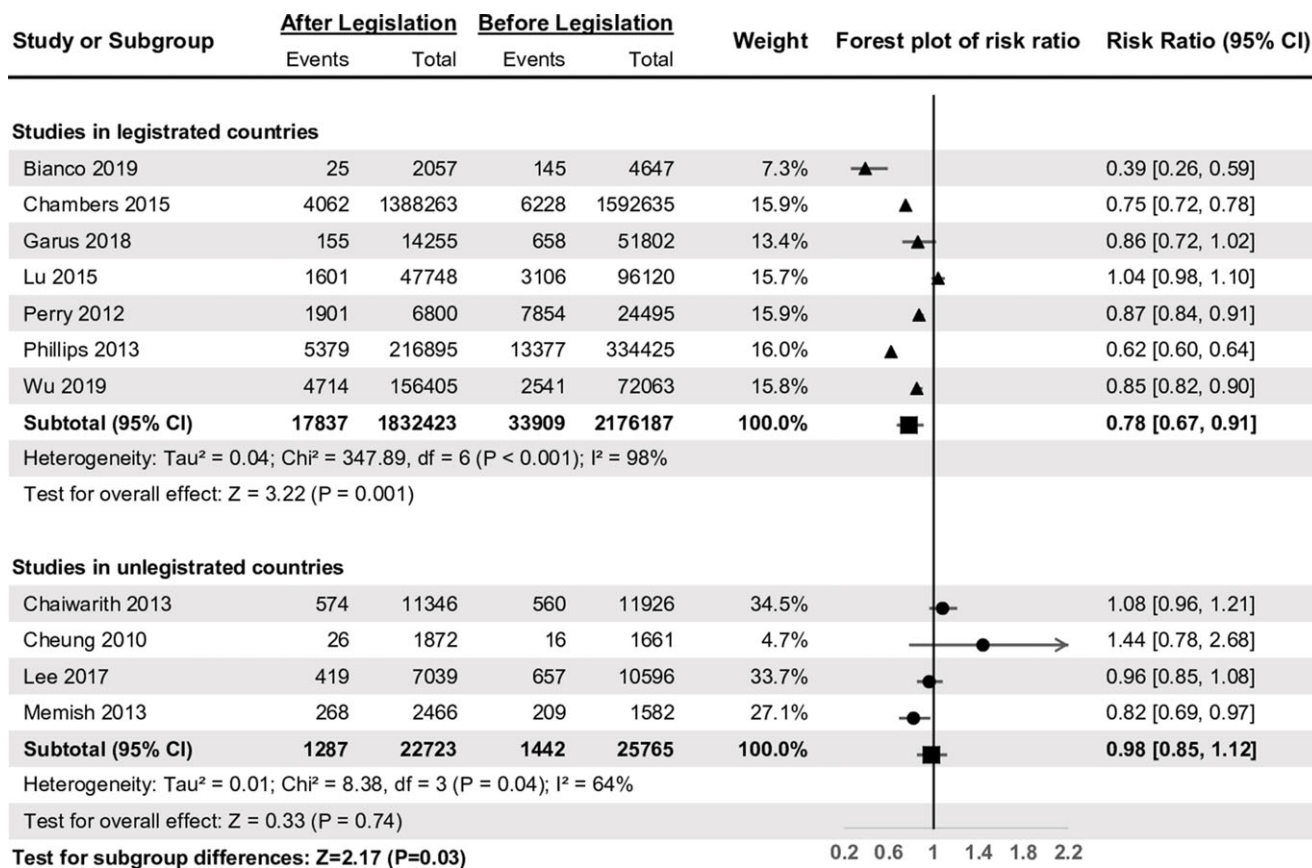 Study or Subgroup After Legislation Before Legislation Weight Forest plot of risk ratio Risk Ratio (95% CI)
Events Total Events Total
Studies in legistrated countries
Bianco 2019 25 2057 145 4647 7.3% 0.39 [0.26, 0.59]
Chambers 2015 4062 1388263 6228 1592635 15.9% 0.75 [0.72, 0.78]
Garus 2018 155 14255 658 51802 13.4% 0.86 [0.72, 1.02]
Lu 2015 1601 47748 3106 96120 15.7% 1.04 [0.98, 1.10]
Perry 2012 1901 6800 7854 24495 15.9% 0.87 [0.84, 0.91]
Phillips 2013 5379 216895 13377 334425 16.0% 0.62 [0.60, 0.64]
Wu 2019 4714 156405 2541 72063 15.8% 0.85 [0.82, 0.90]
Subtotal (95% CI) 17837 1832423 33909 2176187 100.0% 0.78 [0.67, 0.91]
Heterogeneity: Tau² = 0.04; Chi² = 347.89, df = 6 (P < 0.001); I² = 98%
Test for overall effect: Z = 3.22 (P = 0.001)
Studies in unlegistrated countries
Chaiwarith 2013 574 11346 560 11926 34.5% 1.08 [0.96, 1.21]
Cheung 2010 26 1872 16 1661 4.7% 1.44 [0.78, 2.68]
Lee 2017 419 7039 657 10596 33.7% 0.96 [0.85, 1.08]
Memish 2013 268 2466 209 1582 27.1% 0.82 [0.69, 0.97]
Subtotal (95% CI) 1287 22723 1442 25765 100.0% 0.98 [0.85, 1.12]
Heterogeneity: Tau² = 0.01; Chi² = 8.38, df = 3 (P = 0.04); I² = 64%
Test for overall effect: Z = 0.33 (P = 0.74)
Test for subgroup differences: Z=2.17 (P=0.03) 0.2 0.6 1 1.4 1.8 2.2